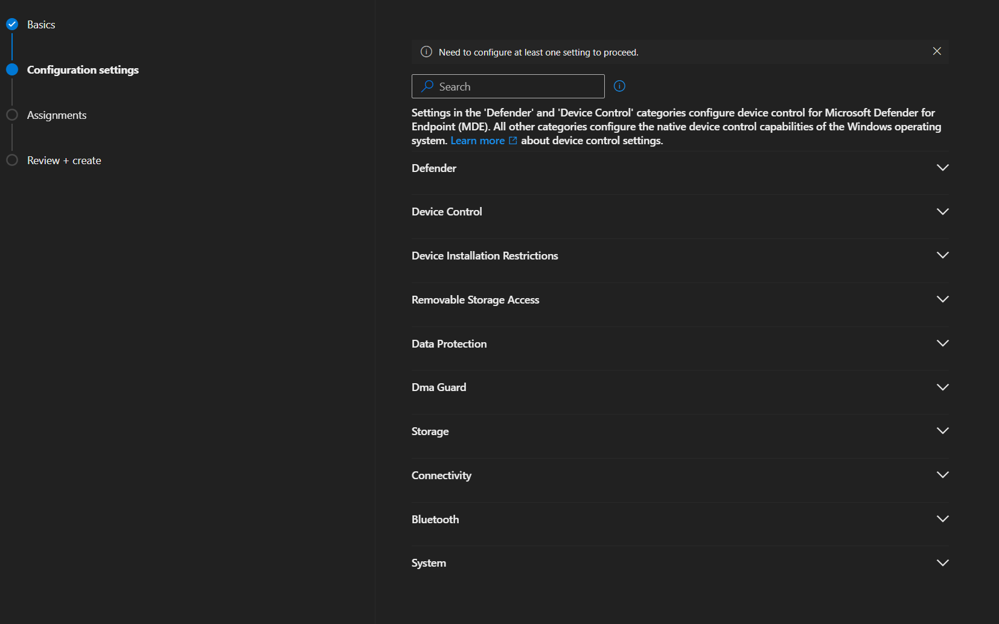 Basics
Configuration settings
Assignments
Review + create
Need to configure at least one setting to proceed.
Search
Settings in the 'Defender' and 'Device Control' categories configure device control for Microsoft Defender for
Endpoint (MDE). All other categories configure the native device control capabilities of the Windows operating
system. Learn more about device control settings.
Defender
Device Control
Device Installation Restrictions
Removable Storage Access
Data Protection
Dma Guard
Storage
Connectivity
Bluetooth
System